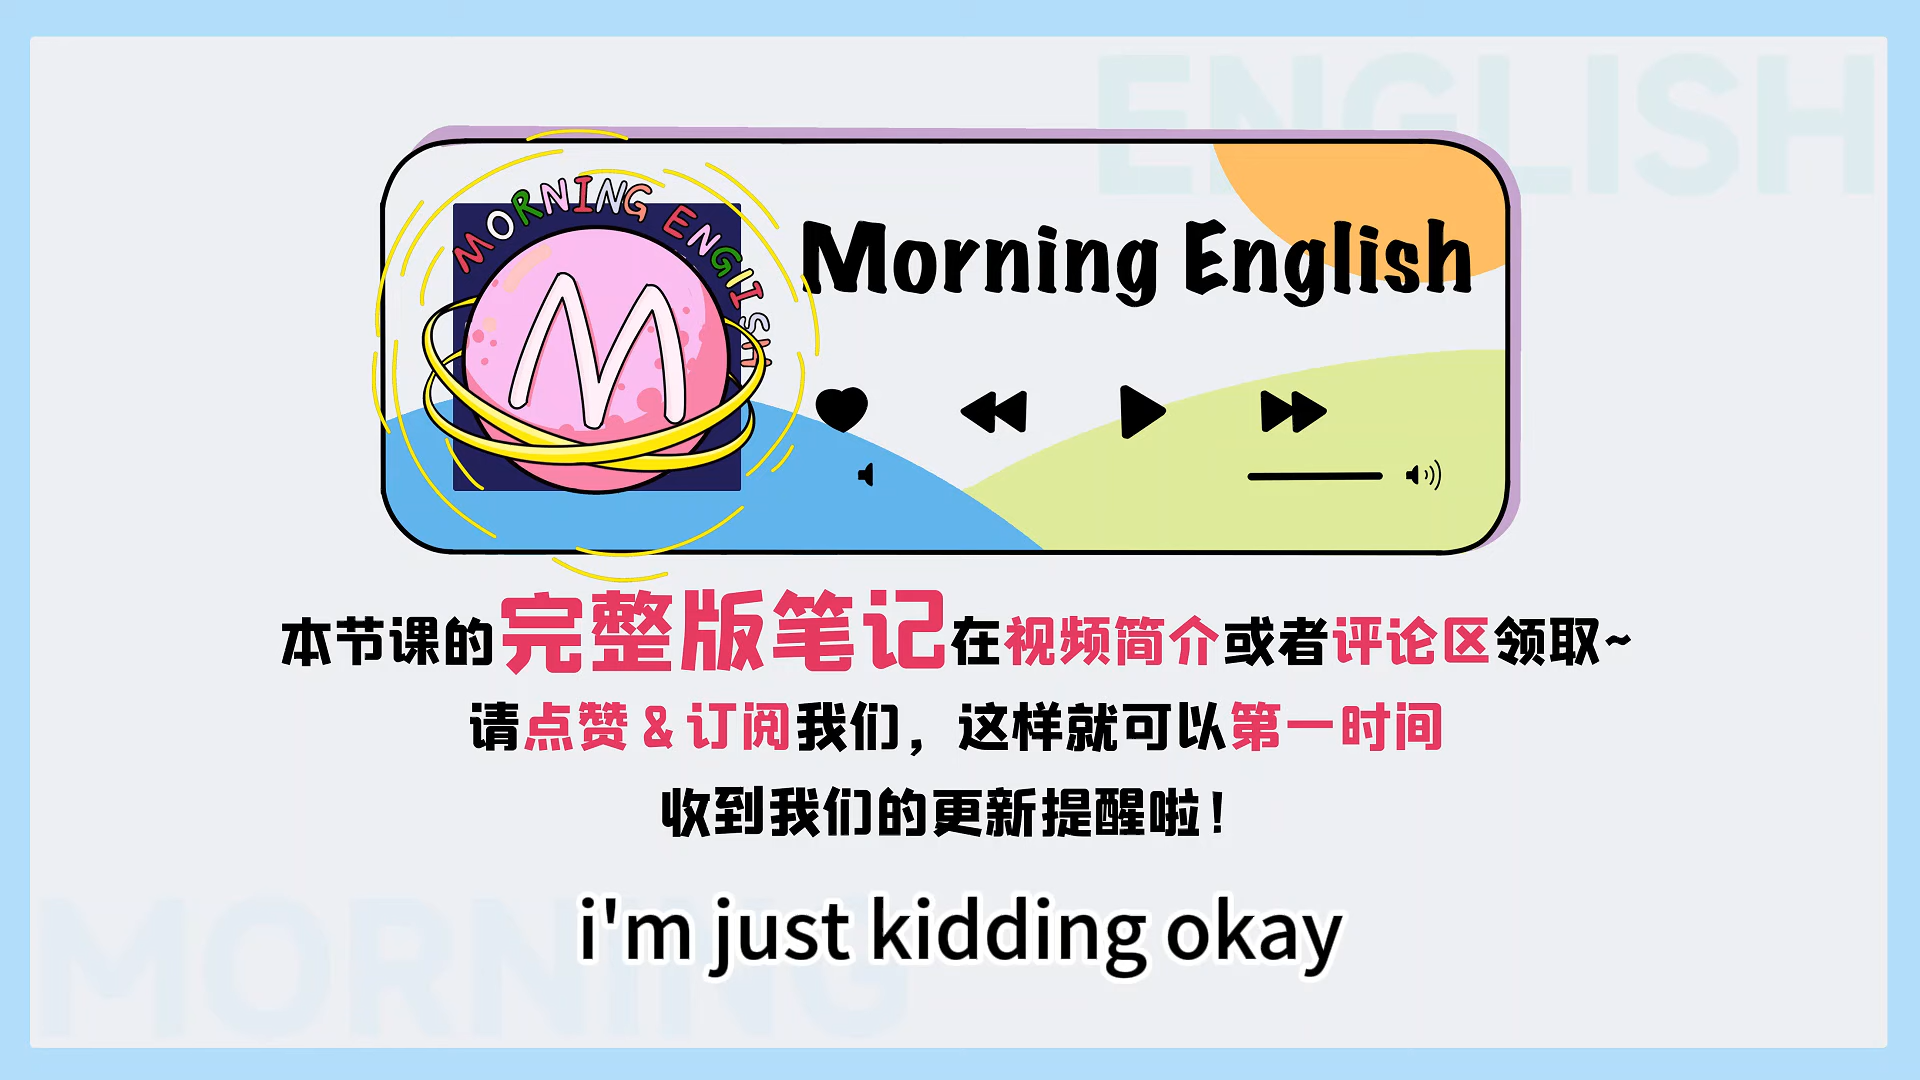 ENGLISH
MORNING ENGLISH
M
Morning English
本节课的完整版笔记在视频简介或者评论区领取~
请点赞&订阅我们，这样就可以第一时间
收到我们的更新提醒啦！
i'm just kidding okay
MORNING